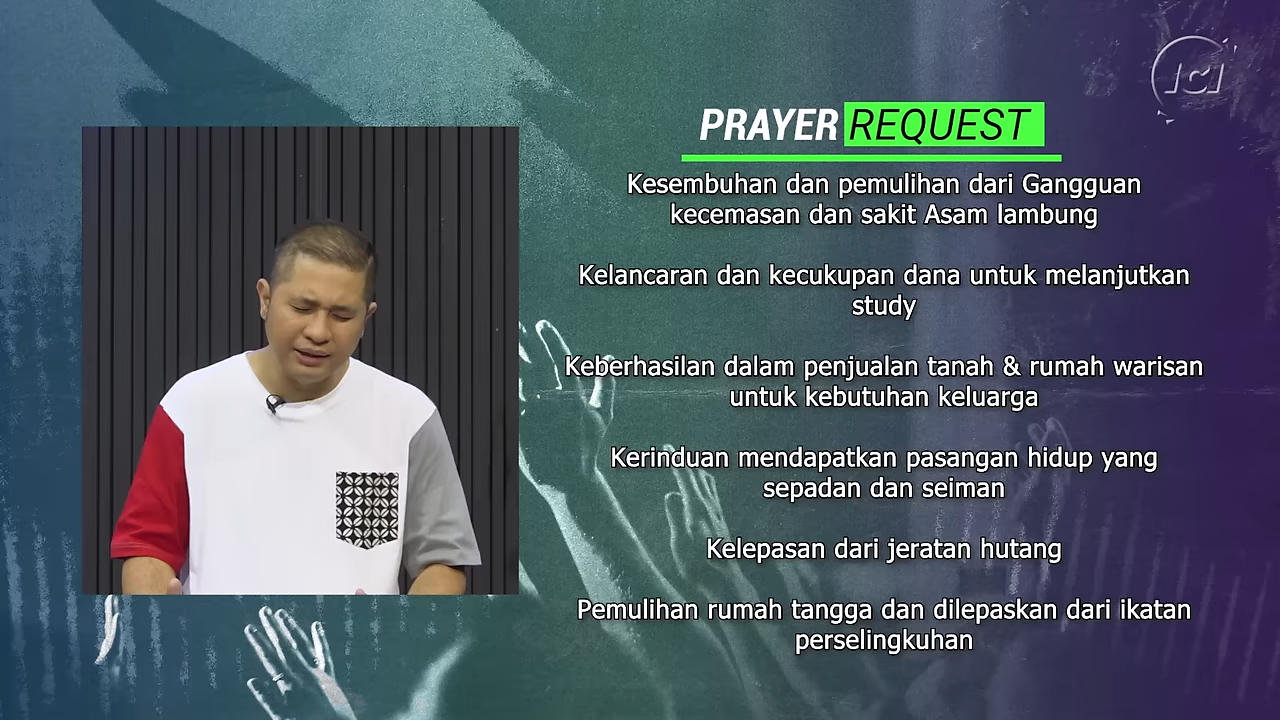 ici
PRAYER REQUEST
Kesembuhan dan pemulihan dari Gangguan
kecemasan dan sakit Asam lambung
Kelancaran dan kecukupan dana untuk melanjutkan
study
Keberhasilan dalam penjualan tanah & rumah warisan
untuk kebutuhan keluarga
Kerinduan mendapatkan pasangan hidup yang
sepadan dan seiman
Kelepasan dari jeratan hutang
Pemulihan rumah tangga dan dilepaskan dari ikatan
perselingkuhan